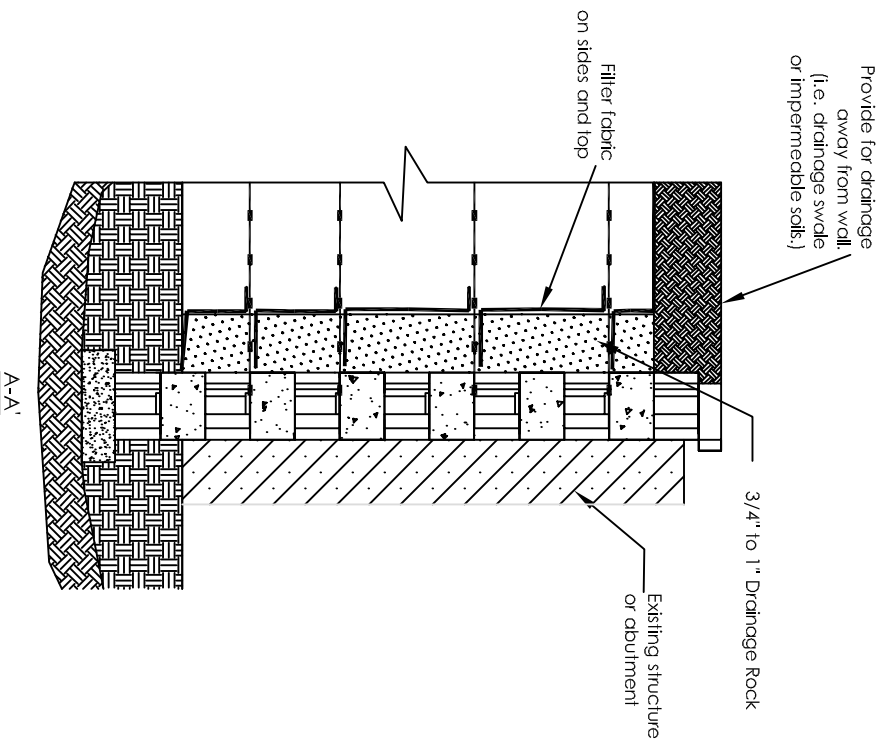 Provide for drainage
away from wall.
(i.e. drainage swale
or impermeable soils.)
Filter fabric
on sides and top
3/4" to 1" Drainage Rock
Existing structure
or abutment
A-A'